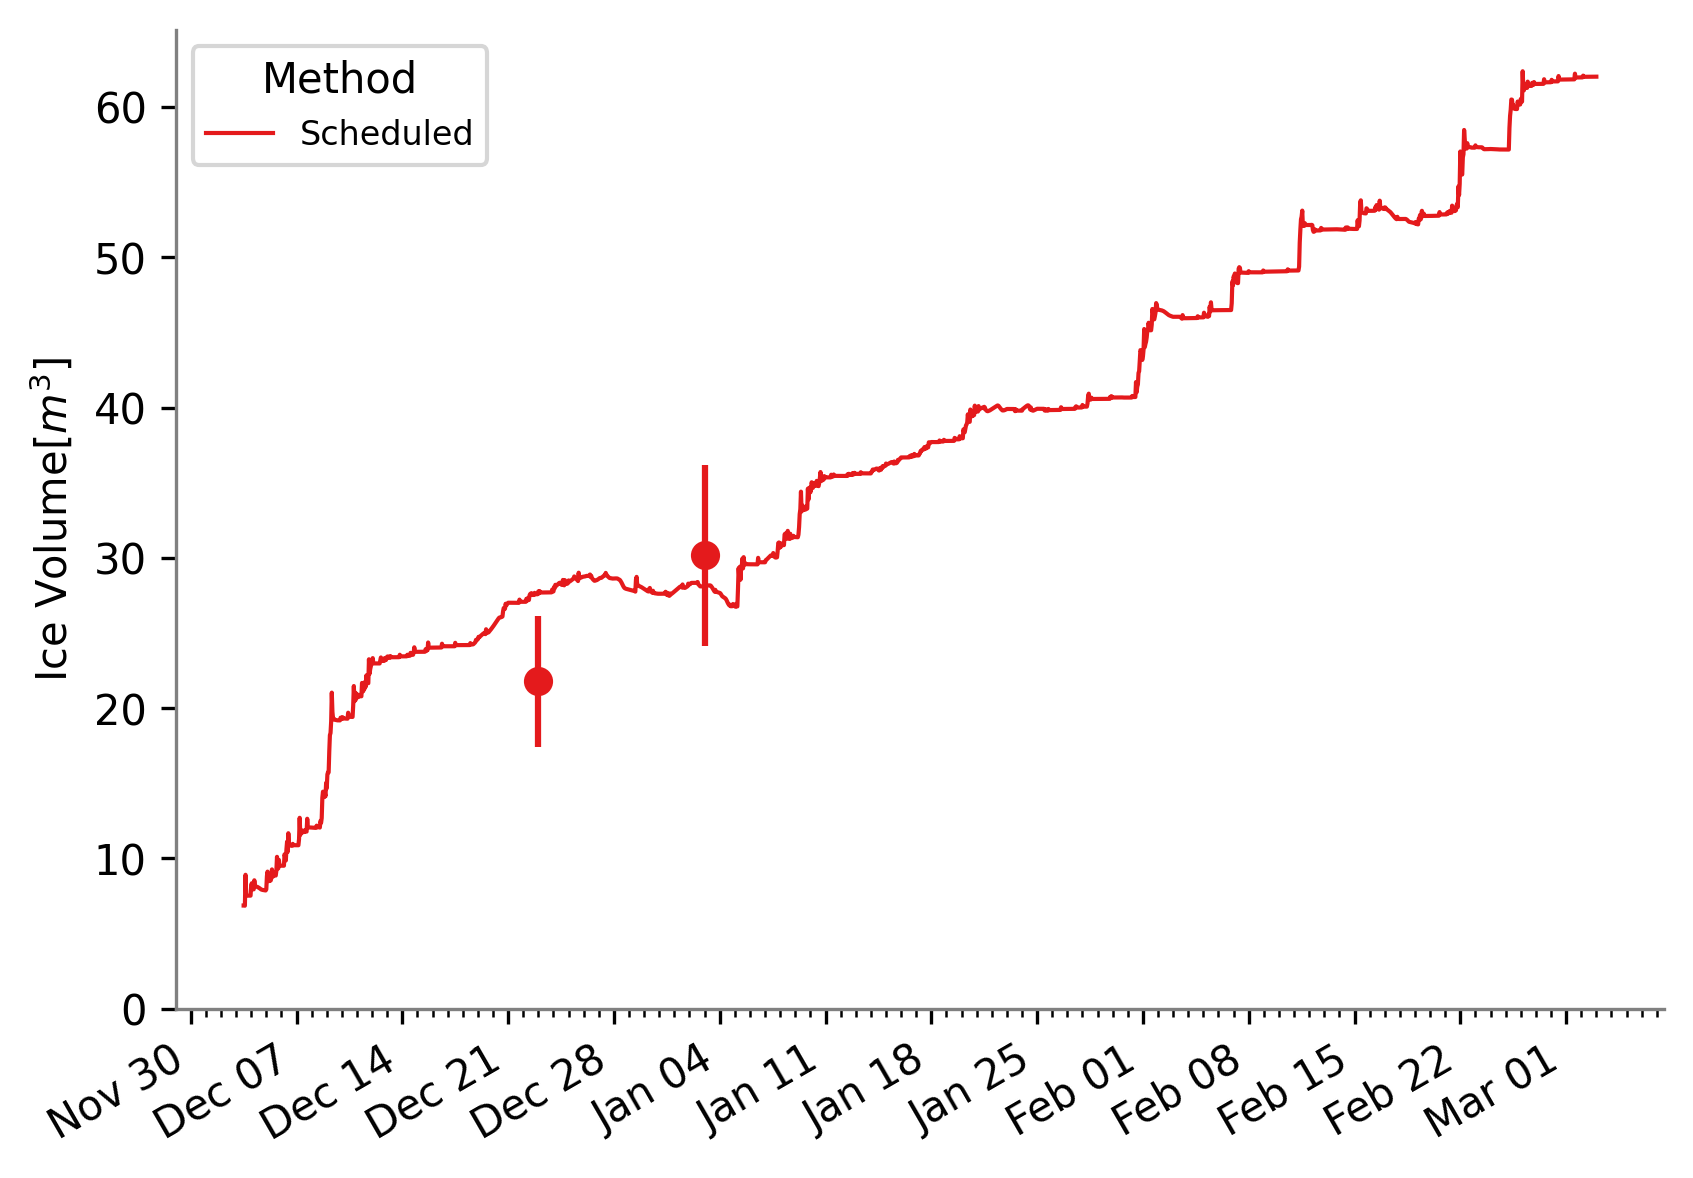 Method
Scheduled
Ice Volume[m³]
60
50
40
30
20
10
0
Nov 30
Dec 07
Dec 14
Dec 21
Dec 28
Jan 04
Jan 11
Jan 18
Jan 25
Feb 01
Feb 08
Feb 15
Feb 22
Mar 01